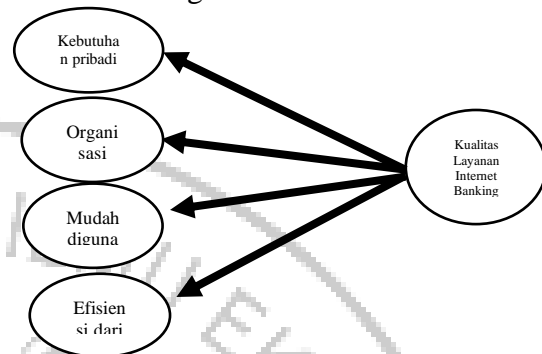 Kebutuha
n pribadi
Organi
sasi
Mudah
diguna
Efisien
si dari
Kualitas
Layanan
Internet
Banking